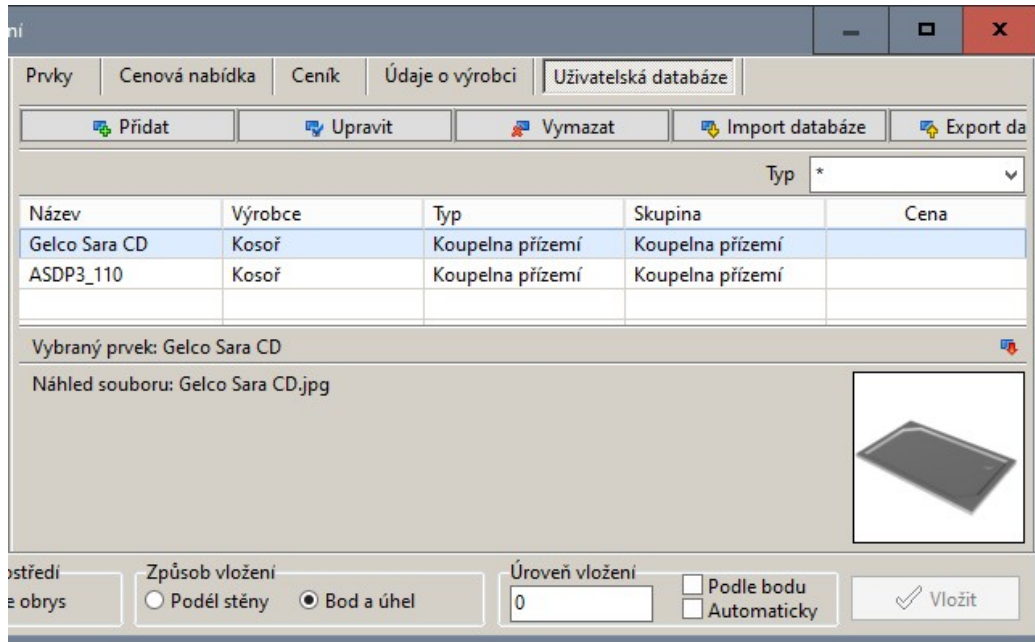 ní
Prvky Cenová nabídka Ceník Údaje o výrobci Uživatelská databáze
Přidat Upravit Vymazat Import databáze Export da
Typ *
Název Výrobce Typ Skupina Cena
Gelco Sara CD Kosoř Koupelna přízemí Koupelna přízemí
ASDP3_110 Kosoř Koupelna přízemí Koupelna přízemí
Vybraný prvek: Gelco Sara CD
Náhled souboru: Gelco Sara CD.jpg
ostředí Způsob vložení Úroveň vložení
e obrys Podél stěny Bod a úhel 0 Podle bodu Vložit
Automaticky